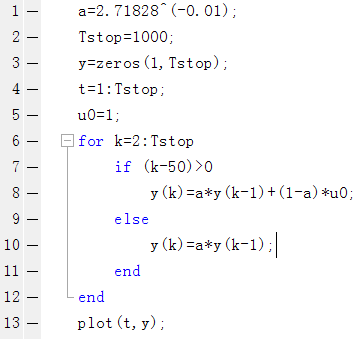 1 — a=2.71828^(-0.01);
2 — Tstop=1000;
3 — y=zeros(1,Tstop);
4 — t=1:Tstop;
5 — u0=1;
6 — for k=2:Tstop
7 — if (k-50)>0
8 — y(k)=a*y(k-1)+(1-a)*u0;
9 — else
10 — y(k)=a*y(k-1);
11 — end
12 — end
13 — plot(t,y);